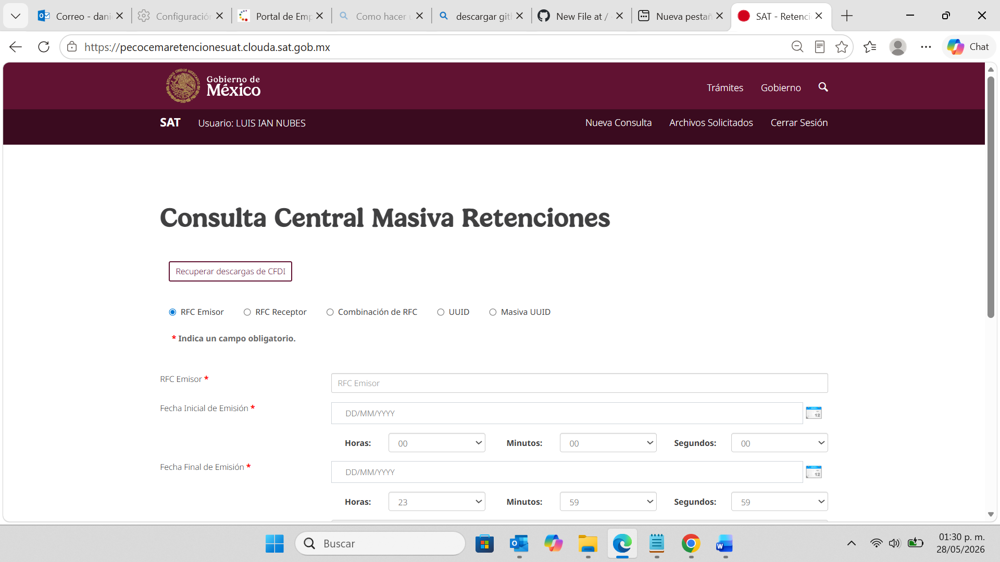 Correo - dani
Configuración
Portal de Emp
Como hacer u
descargar gitl
New File at /
Nueva pestañ
SAT - Retenci
https://pecocemaretencionesuat.clouda.sat.gob.mx
Chat
Gobierno de
México
Trámites
Gobierno
SAT
Usuario: LUIS IAN NUBES
Nueva Consulta
Archivos Solicitados
Cerrar Sesión
Consulta Central Masiva Retenciones
Recuperar descargas de CFDI
RFC Emisor
RFC Receptor
Combinación de RFC
UUID
Masiva UUID
* Indica un campo obligatorio.
RFC Emisor *
RFC Emisor
Fecha Inicial de Emisión *
DD/MM/YYYY
12
Horas:
00
Minutos:
00
Segundos:
00
Fecha Final de Emisión *
DD/MM/YYYY
12
Horas:
23
Minutos:
59
Segundos:
59
Buscar
01:30 p. m.
28/05/2026